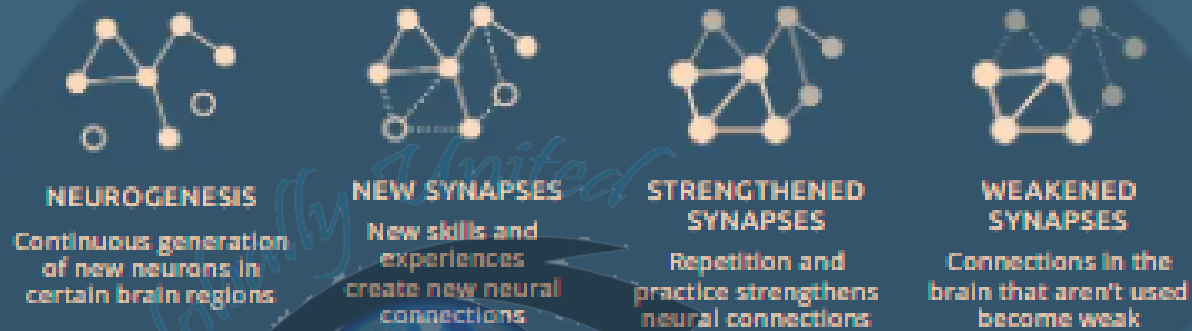 NEUROGENESIS
Continuous generation
of new neurons in
certain brain regions
NEW SYNAPSES
New skills and
experiences
create new neural
connections
STRENGTHENED
SYNAPSES
Repetition and
practice strengthens
neural connections
WEAKENED
SYNAPSES
Connections in the
brain that aren't used
become weak
United